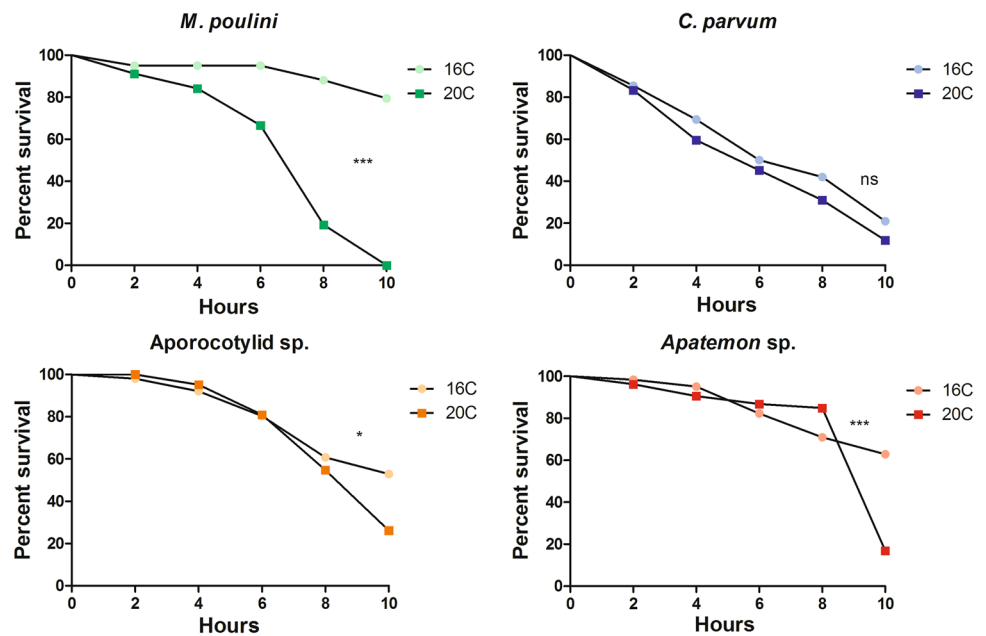 M. poulini
100
80
60
40
20
0
Percent survival
0 2 4 6 8 10
Hours
16C
20C
***
C. parvum
100
80
60
40
20
0
Percent survival
0 2 4 6 8 10
Hours
16C
20C
ns
Aporocotylid sp.
100
80
60
40
20
0
Percent survival
0 2 4 6 8 10
Hours
16C
20C
*
Apatemon sp.
100
80
60
40
20
0
Percent survival
0 2 4 6 8 10
Hours
16C
20C
***